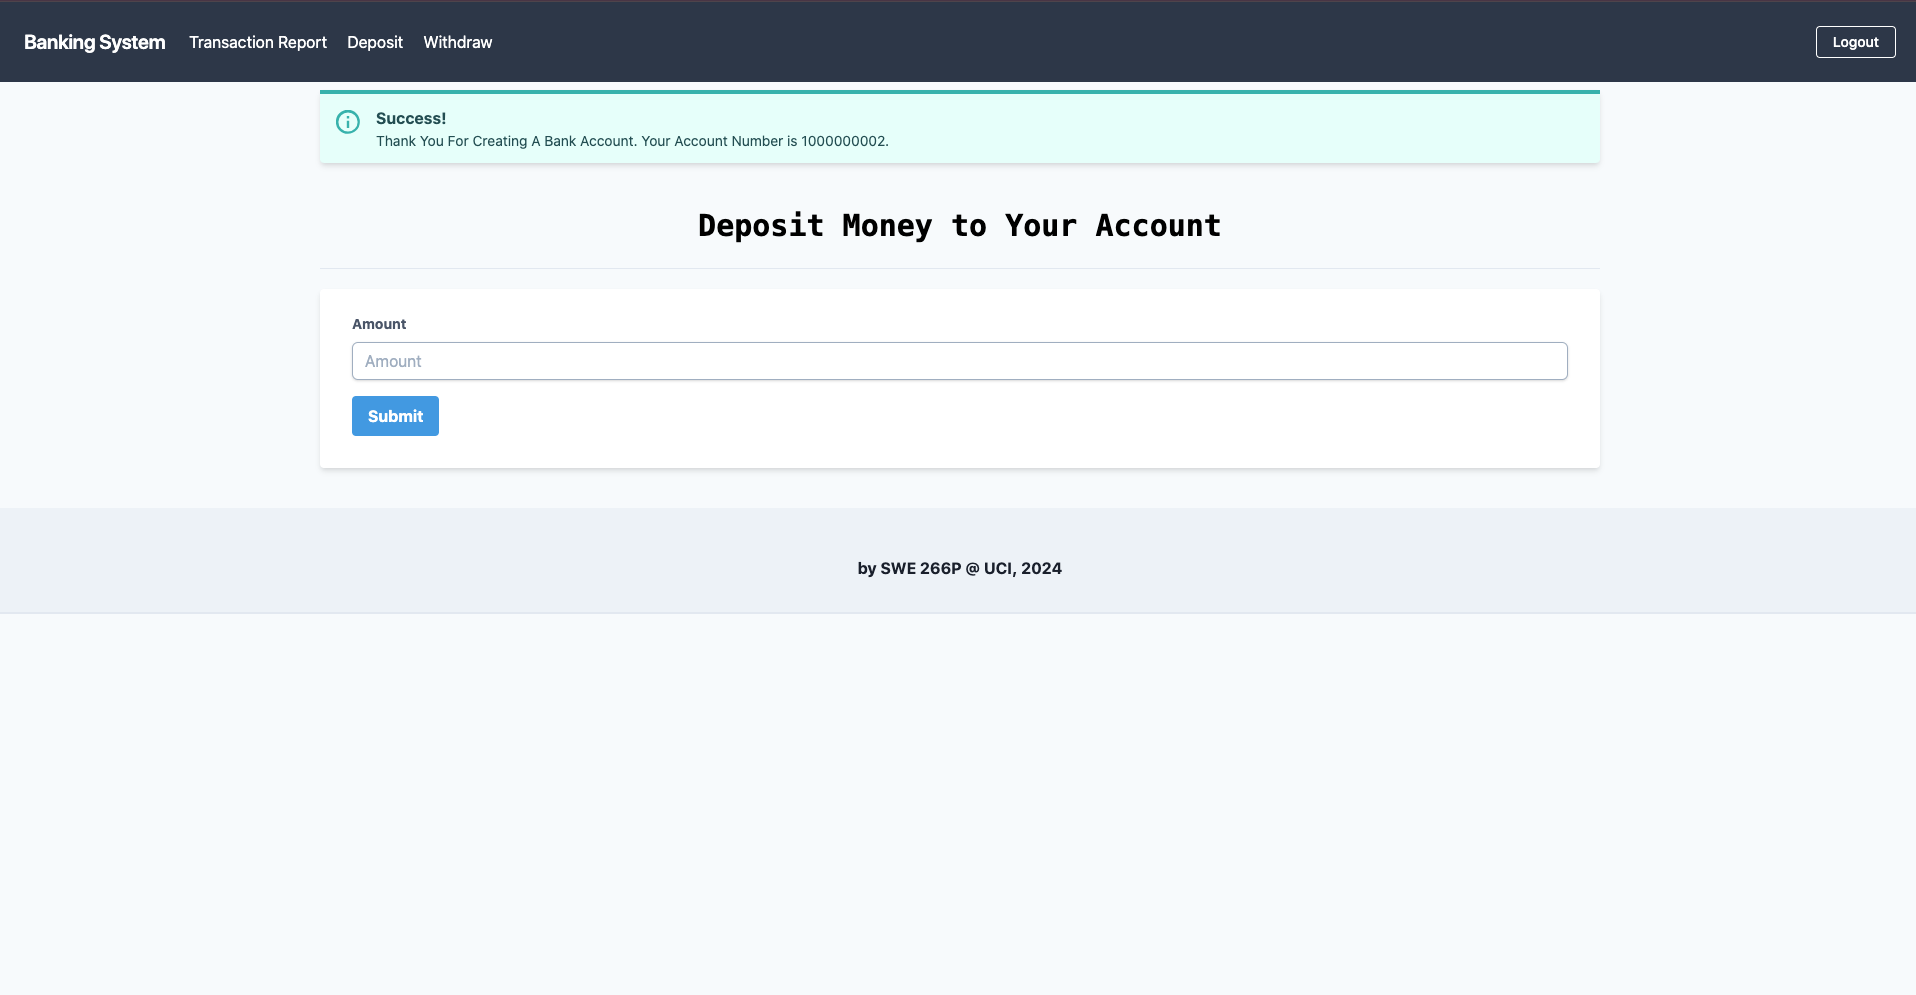 Banking System Transaction Report Deposit Withdraw Logout
Success!
Thank You For Creating A Bank Account. Your Account Number is 1000000002.
Deposit Money to Your Account
Amount
Amount
Submit
by SWE 266P @ UCI, 2024